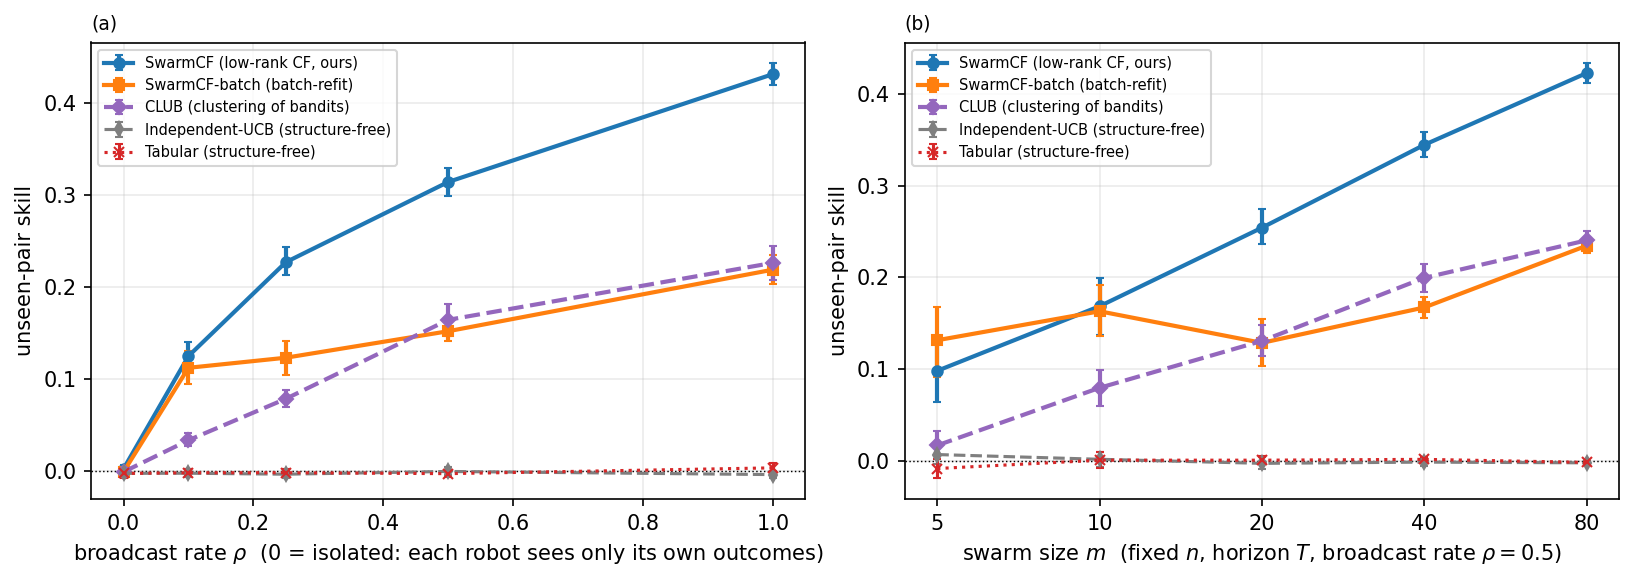 (a)
SwarmCF (low-rank CF, ours)
SwarmCF-batch (batch-refit)
CLUB (clustering of bandits)
Independent-UCB (structure-free)
Tabular (structure-free)
unseen-pair skill
0.4
0.3
0.2
0.1
0.0
0.0 0.2 0.4 0.6 0.8 1.0
broadcast rate ρ (0 = isolated: each robot sees only its own outcomes)
(b)
SwarmCF (low-rank CF, ours)
SwarmCF-batch (batch-refit)
CLUB (clustering of bandits)
Independent-UCB (structure-free)
Tabular (structure-free)
unseen-pair skill
0.4
0.3
0.2
0.1
0.0
5 10 20 40 80
swarm size m (fixed n, horizon T, broadcast rate ρ = 0.5)